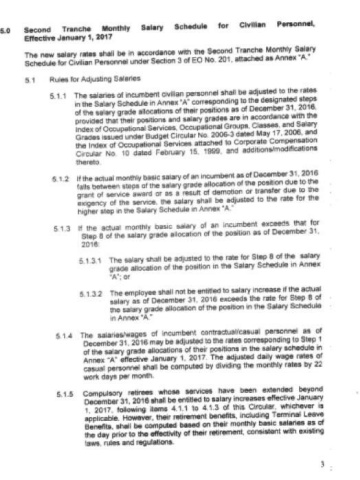 5.0 Second Tranche Monthly Salary Schedule for Civilian Personnel,
Effective January 1, 2017
The new salary rates shall be in accordance with the Second Tranche Monthly Salary
Schedule for Civilian Personnel under Section 3 of EO No. 201, attached as Annex "A."
5.1 Rules for Adjusting Salaries
5.1.1 The salaries of incumbent civilian personnel shall be adjusted to the rates
in the Salary Schedule in Annex "A" corresponding to the designated steps
of the salary grade allocations of their positions as of December 31, 2016,
provided that their positions and salary grades are in accordance with the
Index of Occupational Services, Occupational Groups, Classes, and Salary
Grades issued under Budget Circular No. 2006-3 dated May 17, 2006, and
the Index of Occupational Services attached to Corporate Compensation
Circular No. 10 dated February 15, 1999, and additions/modifications
thereto.
5.1.2 If the actual monthly basic salary of an incumbent as of December 31, 2016
falls between steps of the salary grade allocation of the position due to the
grant of service award or as a result of demotion or transfer due to the
exigency of the service, the salary shall be adjusted to the rate for the
higher step in the Salary Schedule in Annex "A."
5.1.3 If the actual monthly basic salary of an incumbent exceeds that for
Step 8 of the salary grade allocation of the position as of December 31,
2016:
5.1.3.1 The salary shall be adjusted to the rate for Step 8 of the salary
grade allocation of the position in the Salary Schedule in Annex
"A"; or
5.1.3.2 The employee shall not be entitled to salary increase if the actual
salary as of December 31, 2016 exceeds the rate for Step 8 of
the salary grade allocation of the position in the Salary Schedule
in Annex "A."
5.1.4 The salaries/wages of incumbent contractual/casual personnel as of
December 31, 2016 may be adjusted to the rates corresponding to Step 1
of the salary grade allocations of their positions in the salary schedule in
Annex "A" effective January 1, 2017. The adjusted daily wage rates of
casual personnel shall be computed by dividing the monthly rates by 22
work days per month.
5.1.5 Compulsory retirees whose services have been extended beyond
December 31, 2016 shall be entitled to salary increases effective January
1, 2017, following items 4.1.1 to 4.1.3 of this Circular, whichever is
applicable. However, their retirement benefits, including Terminal Leave
Benefits, shall be computed based on their monthly basic salaries as of
the day prior to the effectivity of their retirement, consistent with existing
laws, rules and regulations.
3